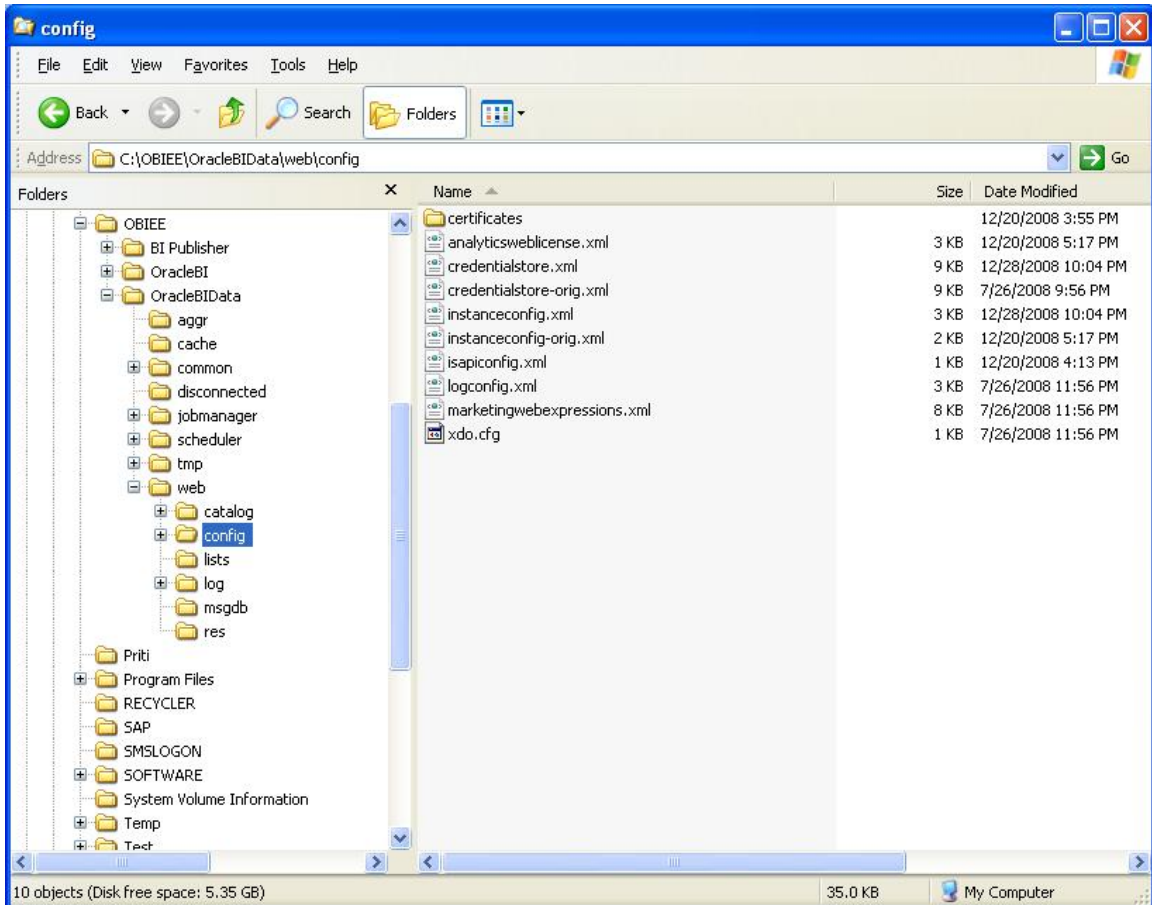 config
File Edit View Favorites Tools Help
Back Search Folders
Address C:\OBIEE\OracleBIData\web\config Go
Folders
OBIEE
BI Publisher
OracleBI
OracleBIData
aggr
cache
common
disconnected
jobmanager
scheduler
tmp
web
catalog
config
lists
log
msgdb
res
Priti
Program Files
RECYCLER
SAP
SMSLOGON
SOFTWARE
System Volume Information
Temp
Test
Name Size Date Modified
certificates 12/20/2008 3:55 PM
analyticsweblicense.xml 3 KB 12/20/2008 5:17 PM
credentialstore.xml 9 KB 12/28/2008 10:04 PM
credentialstore-orig.xml 9 KB 7/26/2008 9:56 PM
instanceconfig.xml 3 KB 12/28/2008 10:04 PM
instanceconfig-orig.xml 2 KB 12/20/2008 5:17 PM
isapiconfig.xml 1 KB 12/20/2008 4:13 PM
logconfig.xml 3 KB 7/26/2008 11:56 PM
marketingwebexpressions.xml 8 KB 7/26/2008 11:56 PM
xdo.cfg 1 KB 7/26/2008 11:56 PM
10 objects (Disk free space: 5.35 GB) 35.0 KB My Computer